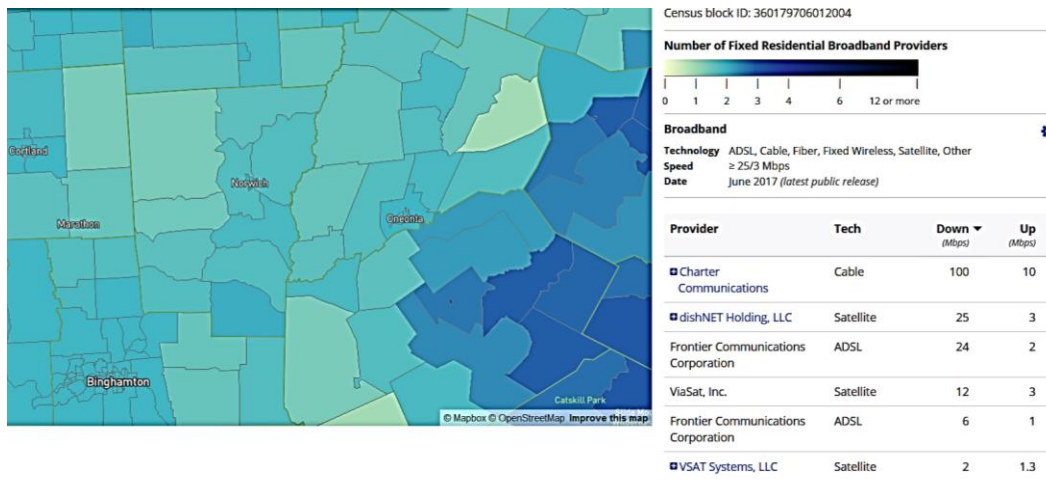 Census block ID: 360179706012004
Number of Fixed Residential Broadband Providers
0 1 2 3 4 6 12 or more
Broadband
Technology ADSL, Cable, Fiber, Fixed Wireless, Satellite, Other
Speed ≥ 25/3 Mbps
Date June 2017 (latest public release)
Provider Tech Down ▼ Up
(Mbps) (Mbps)
Charter Cable 100 10
Communications
dishNET Holding, LLC Satellite 25 3
Frontier Communications ADSL 24 2
Corporation
ViaSat, Inc. Satellite 12 3
Frontier Communications ADSL 6 1
Corporation
VSAT Systems, LLC Satellite 2 1.3
Cortland
Norwich
Marathon
Oneonta
Binghamton
Catskill Park
© Mapbox © OpenStreetMap Improve this map